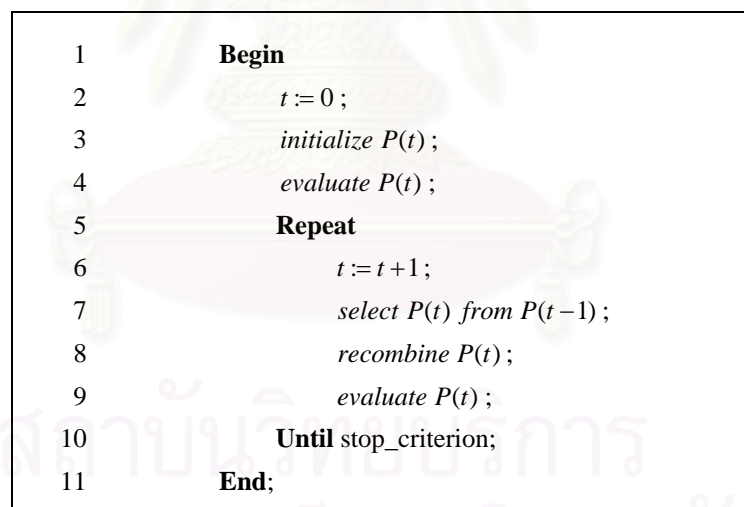 1 Begin
2 t := 0 ;
3 initialize P(t) ;
4 evaluate P(t) ;
5 Repeat
6 t := t +1 ;
7 select P(t) from P(t −1) ;
8 recombine P(t) ;
9 evaluate P(t) ;
สถาบันวิทยบริการ
10 Until stop_criterion;
11 End;